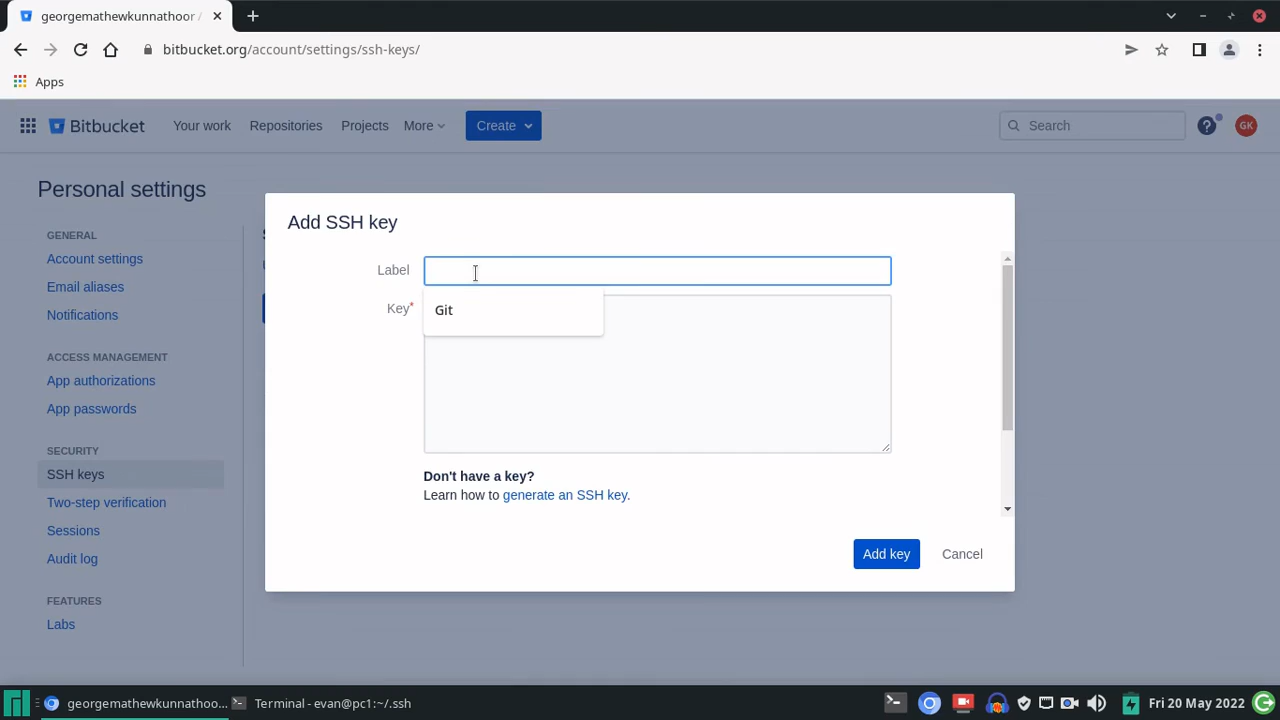 georgemathewkunnathoor /
bitbucket.org/account/settings/ssh-keys/
Apps
Bitbucket
Your work
Repositories
Projects
More
Create
Search
GK
Personal settings
GENERAL
Account settings
Email aliases
Notifications
ACCESS MANAGEMENT
App authorizations
App passwords
SECURITY
SSH keys
Two-step verification
Sessions
Audit log
FEATURES
Labs
Add SSH key
Label
Key*
Git
Don't have a key?
Learn how to generate an SSH key.
Add key
Cancel
georgemathewkunnathoo...
Terminal - evan@pc1:~/.ssh
Fri 20 May 2022